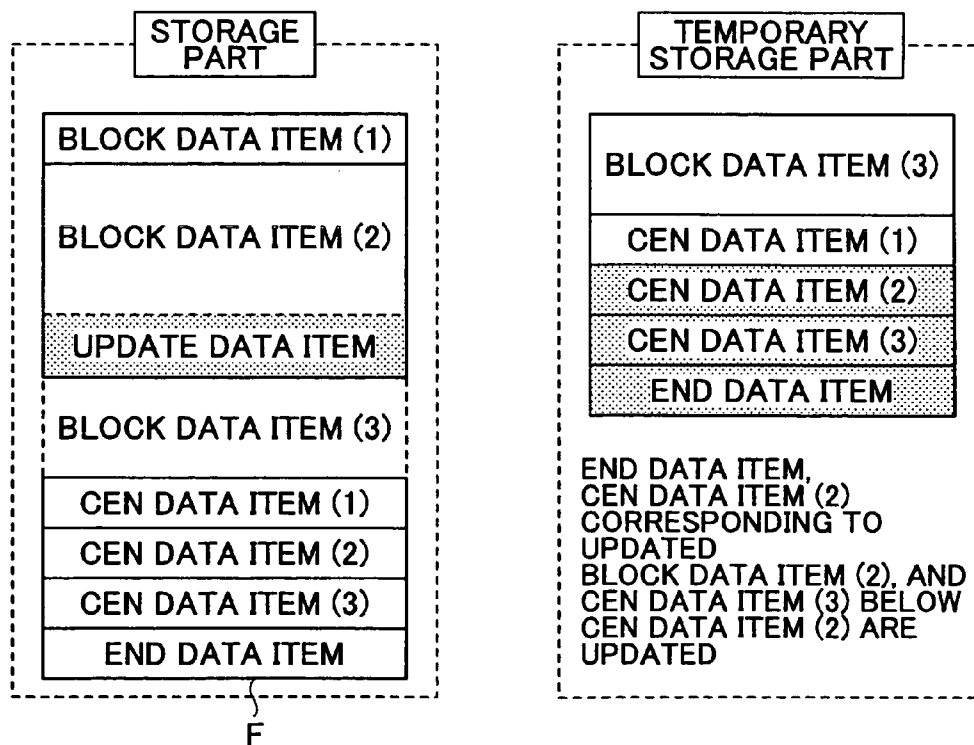 STORAGE
PART
BLOCK DATA ITEM (1)
BLOCK DATA ITEM (2)
UPDATE DATA ITEM
BLOCK DATA ITEM (3)
CEN DATA ITEM (1)
CEN DATA ITEM (2)
CEN DATA ITEM (3)
END DATA ITEM
F
TEMPORARY
STORAGE PART
BLOCK DATA ITEM (3)
CEN DATA ITEM (1)
CEN DATA ITEM (2)
CEN DATA ITEM (3)
END DATA ITEM
END DATA ITEM,
CEN DATA ITEM (2)
CORRESPONDING TO
UPDATED
BLOCK DATA ITEM (2), AND
CEN DATA ITEM (3) BELOW
CEN DATA ITEM (2) ARE
UPDATED